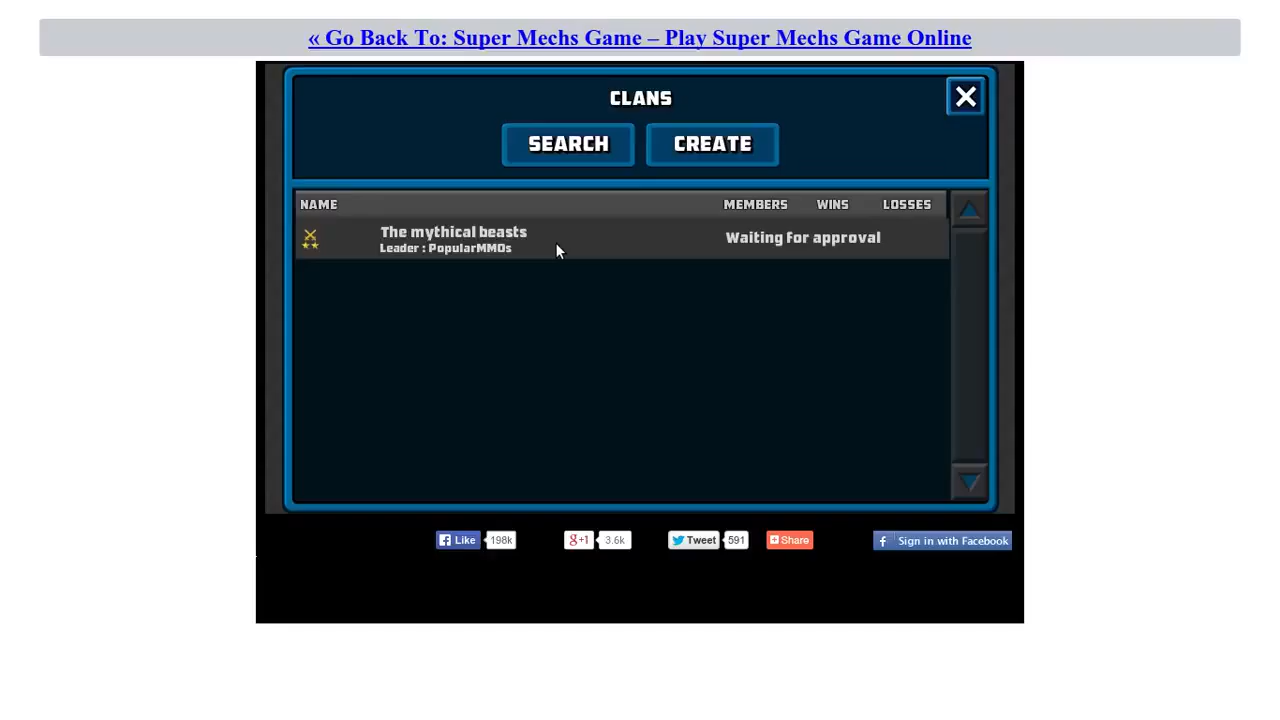 « Go Back To: Super Mechs Game – Play Super Mechs Game Online
CLANS
SEARCH CREATE
NAME MEMBERS WINS LOSSES
The mythical beasts
Leader : PopularMMOs
Waiting for approval
Like 198k g+1 3.6k Tweet 591 Share f Sign in with Facebook